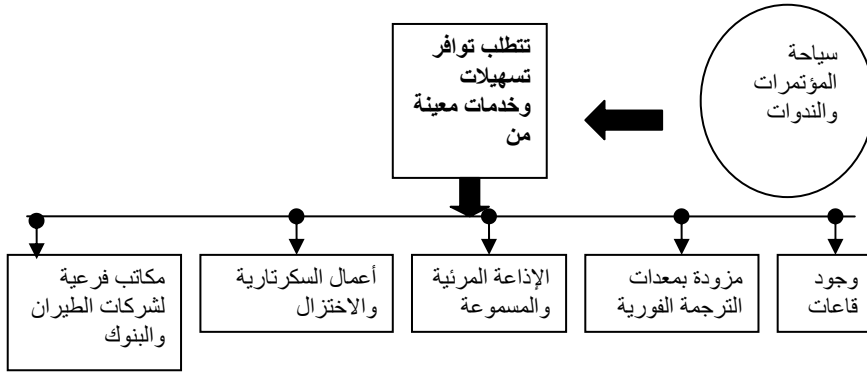 سياحة
المؤتمرات
والندوات
تتطلب توافر
تسهيلات
وخدمات معينة
من
وجود
قاعات
مزودة بمعدات
الترجمة الفورية
الإذاعة المرئية
والمسموعة
أعمال السكرتارية
والاختزال
مكاتب فرعية
لشركات الطيران
والبنوك